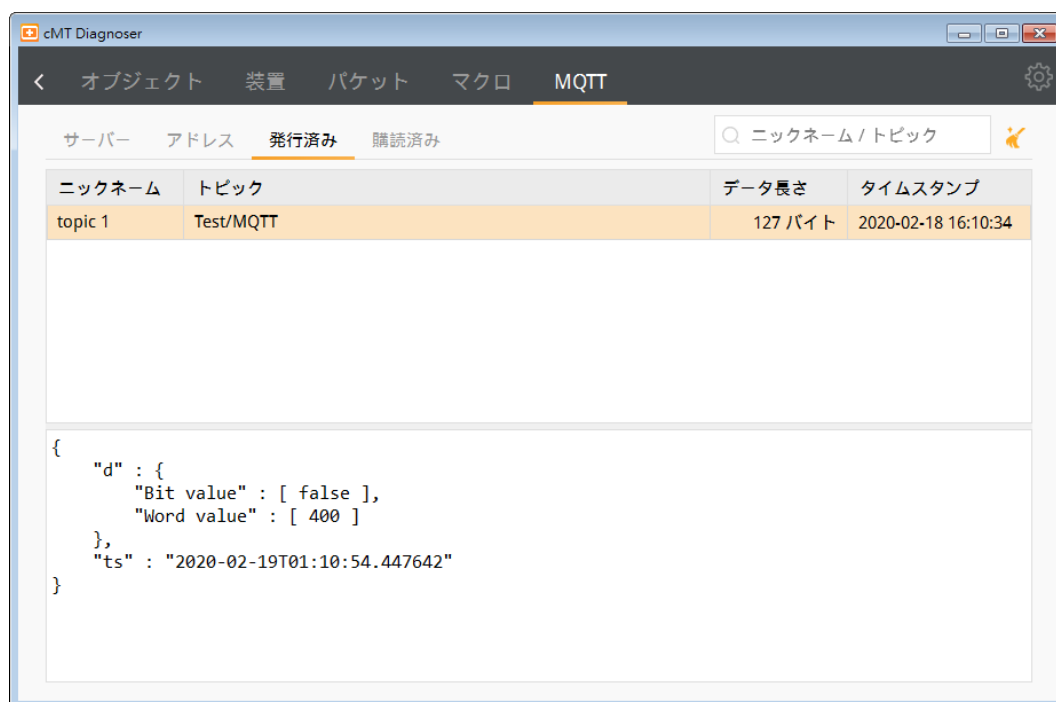 cMT Diagnoser
オブジェクト 装置 パケット マクロ MQTT
サーバー アドレス 発行済み 購読済み ニックネーム / トピック
ニックネーム トピック データ長さ タイムスタンプ
topic 1 Test/MQTT 127 バイト 2020-02-18 16:10:34
{
    "d" : {
        "Bit value" : [ false ],
        "Word value" : [ 400 ]
    },
    "ts" : "2020-02-19T01:10:54.447642"
}